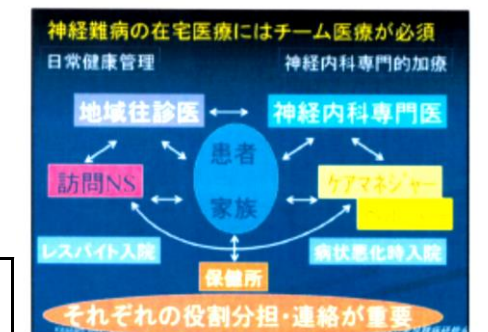 神経難病の在宅医療にはチーム医療が必須
日常健康管理
神経内科専門的加療
地域往診医
神経内科専門医
患者
家族
訪問NS
ケアマネジャー
レスパイト入院
病状悪化時入院
保健所
それぞれの役割分担・連絡が重要